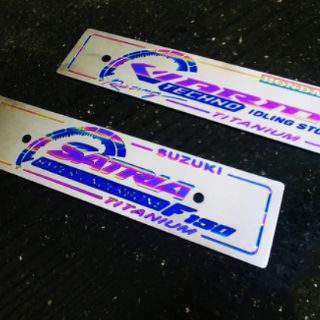 HONDA
VARIO
Racing
TECHNO IDLING STO
TITANIUM
SUZUKI
SATRIA
F150
TITANIUM